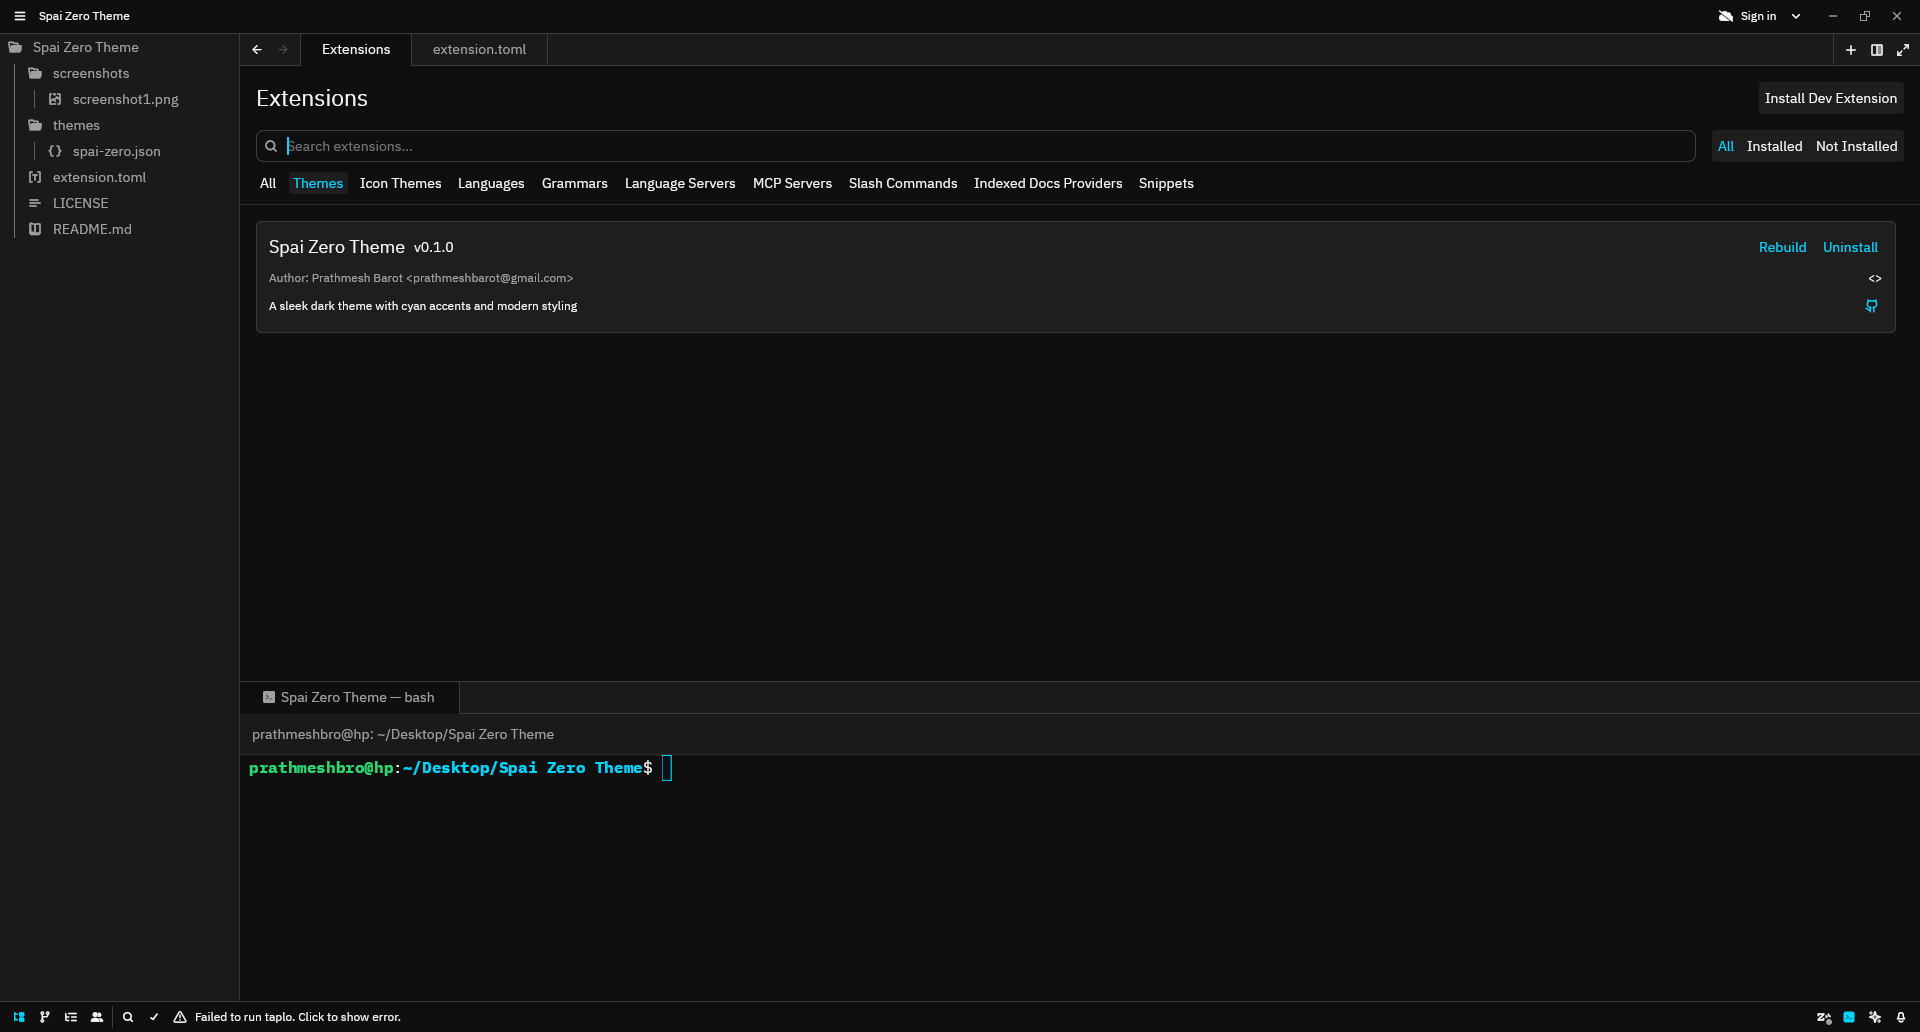 Spai Zero Theme
Sign in
Spai Zero Theme
screenshots
screenshot1.png
themes
spai-zero.json
extension.toml
LICENSE
README.md
Extensions
extension.toml
Extensions
Install Dev Extension
Search extensions...
All Installed Not Installed
All Themes Icon Themes Languages Grammars Language Servers MCP Servers Slash Commands Indexed Docs Providers Snippets
Spai Zero Theme v0.1.0
Rebuild Uninstall
Author: Prathmesh Barot <prathmeshbarot@gmail.com>
<>
A sleek dark theme with cyan accents and modern styling
Spai Zero Theme — bash
prathmeshbro@hp: ~/Desktop/Spai Zero Theme
prathmeshbro@hp:~/Desktop/Spai Zero Theme$
Failed to run taplo. Click to show error.